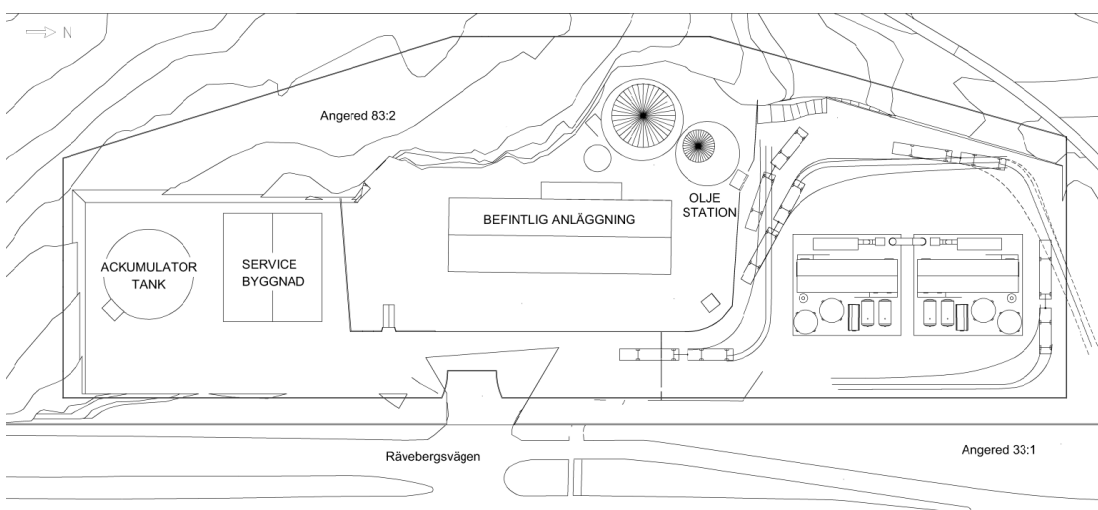 N
Angered 83:2
OLJE
STATION
BEFINTLIG ANLÄGGNING
ACKUMULATOR
TANK
SERVICE
BYGGNAD
Rävebergsvägen
Angered 33:1